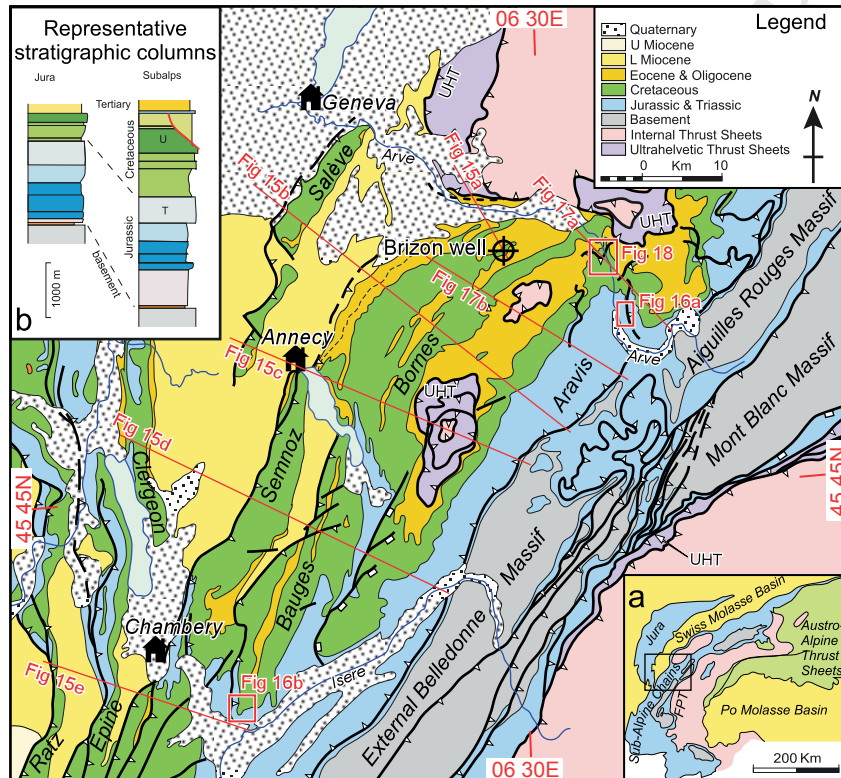 Representative
stratigraphic columns
Jura
Subalps
Tertiary
Cretaceous
U
T
Jurassic
basement
1000 m
b
06 30E
Legend
Quaternary
U Miocene
L Miocene
Eocene & Oligocene
Cretaceous
Jurassic & Triassic
Basement
Internal Thrust Sheets
Ultrahelvetic Thrust Sheets
0 Km 10
N
UHT
Geneva
Arve
Salève
Fig 15b
Fig 15a
Fig 17a
UHT
Brizon well
Fig 18
Fig 17b
Fig 16a
Arve
Aiguilles Rouges Massif
Annecy
Fig 15c
Bornes
Aravis
Mont Blanc Massif
UHT
Fig 15d
Clergeon
Semnoz
45 45N
45 45N
UHT
Bauges
External Belledonne Massif
Chambery
Isere
Fig 15e
Fig 16b
Ratz
Epine
06 30E
a
Jura
Swiss Molasse Basin
Austro-
Alpine
Thrust
Sheets
Sub-Alpine Chains
FPT
Po Molasse Basin
200 Km